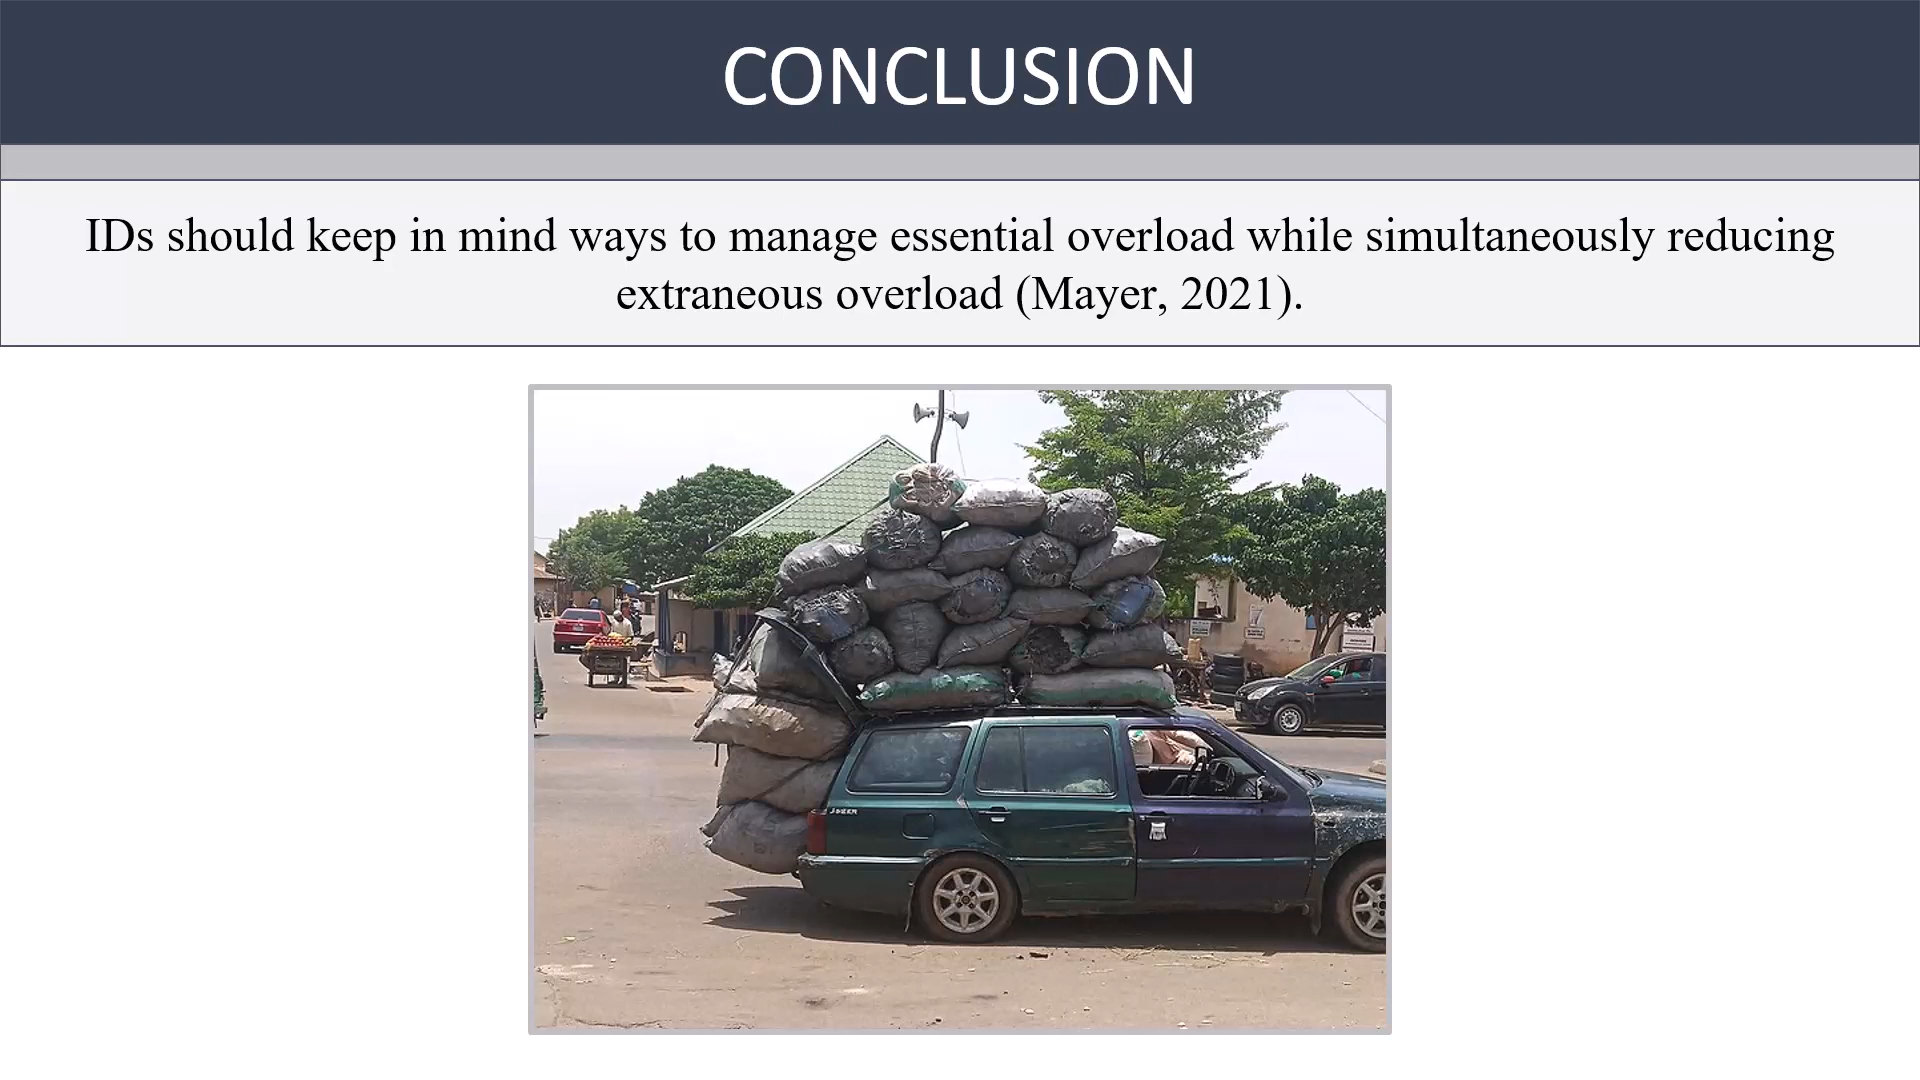 CONCLUSION
IDs should keep in mind ways to manage essential overload while simultaneously reducing
extraneous overload (Mayer, 2021).